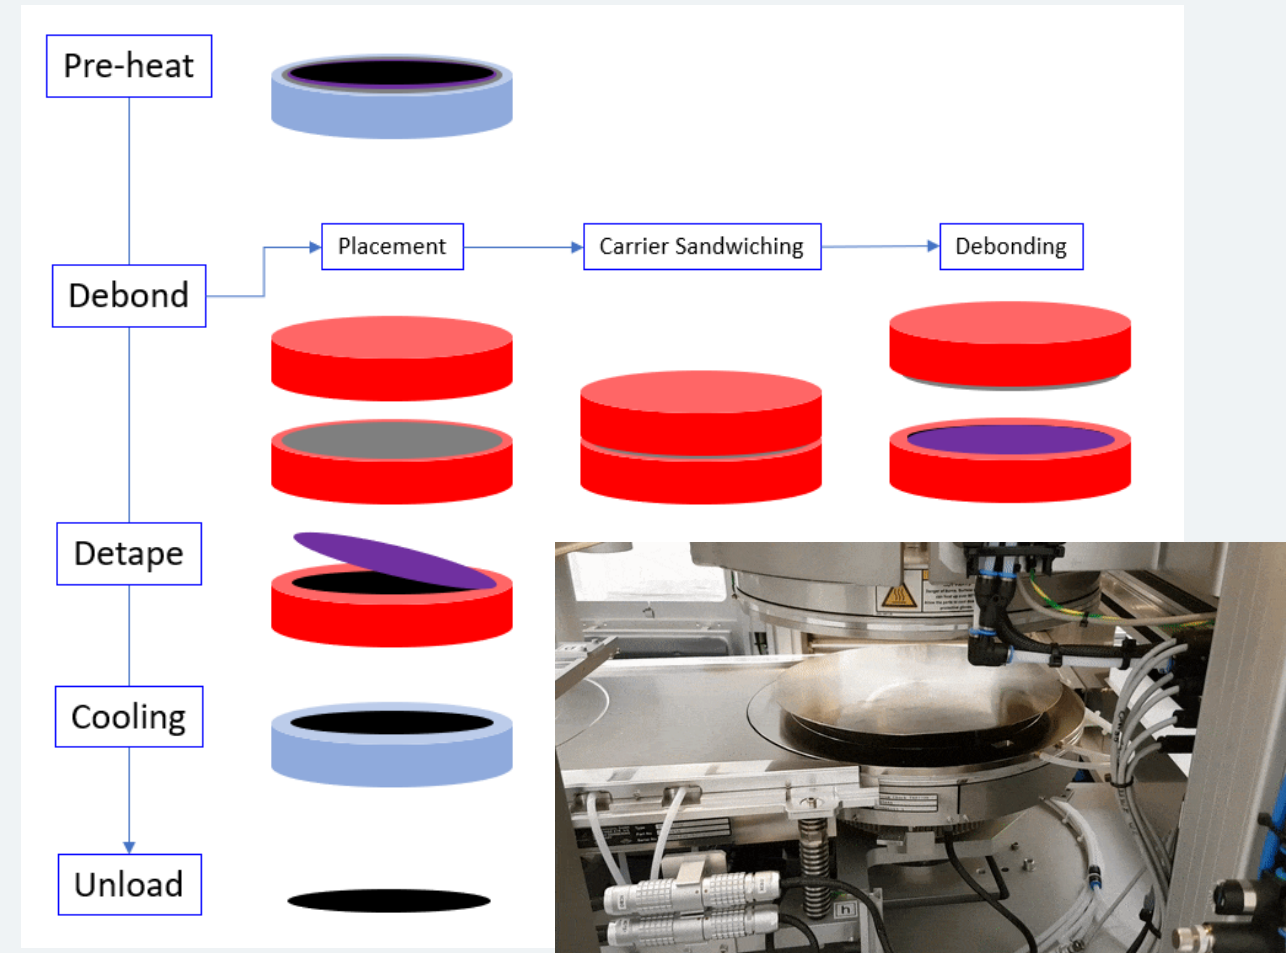 Pre-heat
Placement
Carrier Sandwiching
Debonding
Debond
Detape
Cooling
Unload
h